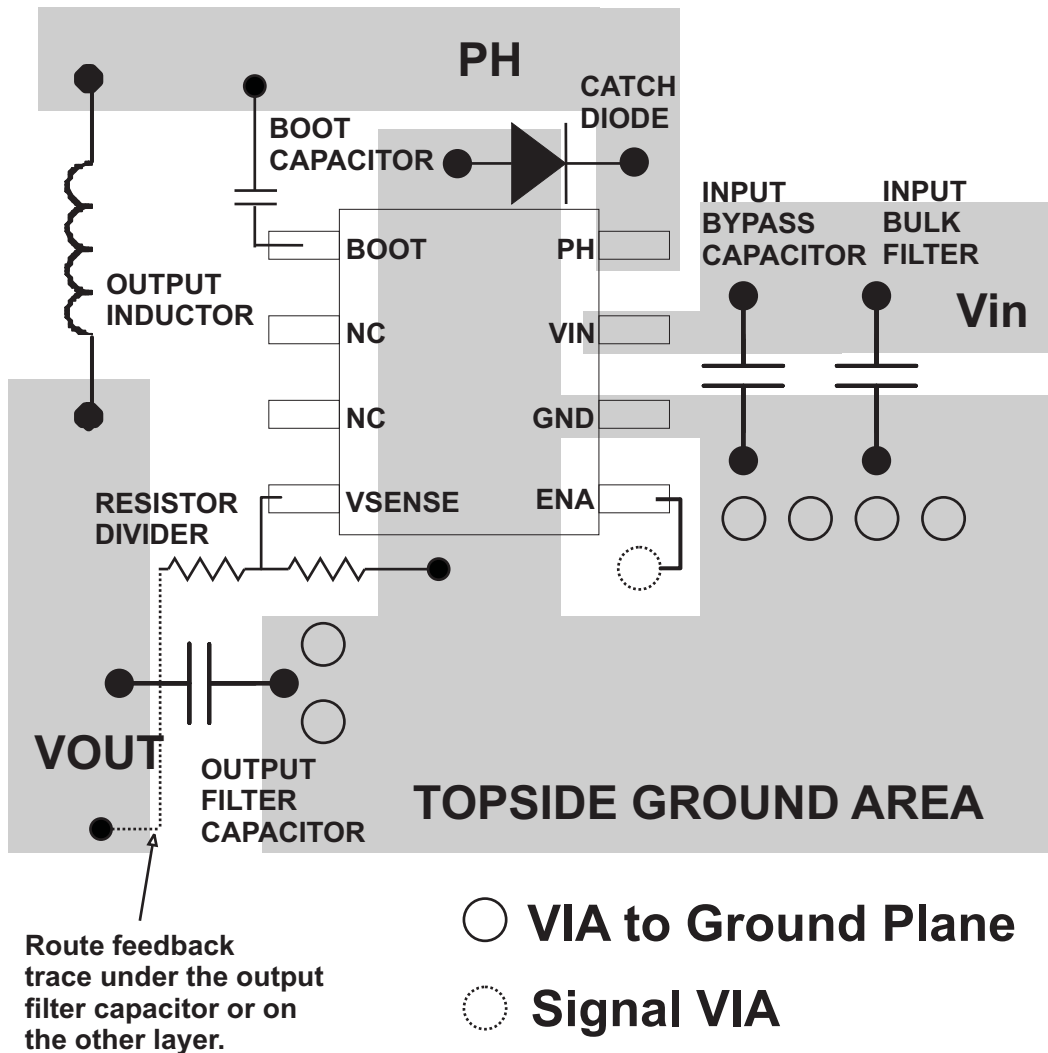 PH
CATCH
DIODE
BOOT
CAPACITOR
INPUT
BYPASS
CAPACITOR
INPUT
BULK
FILTER
BOOT
PH
OUTPUT
INDUCTOR
Vin
NC
VIN
NC
GND
RESISTOR
DIVIDER
VSENSE
ENA
VOUT
OUTPUT
FILTER
CAPACITOR
TOPSIDE GROUND AREA
Route feedback
trace under the output
filter capacitor or on
the other layer.
VIA to Ground Plane
Signal VIA